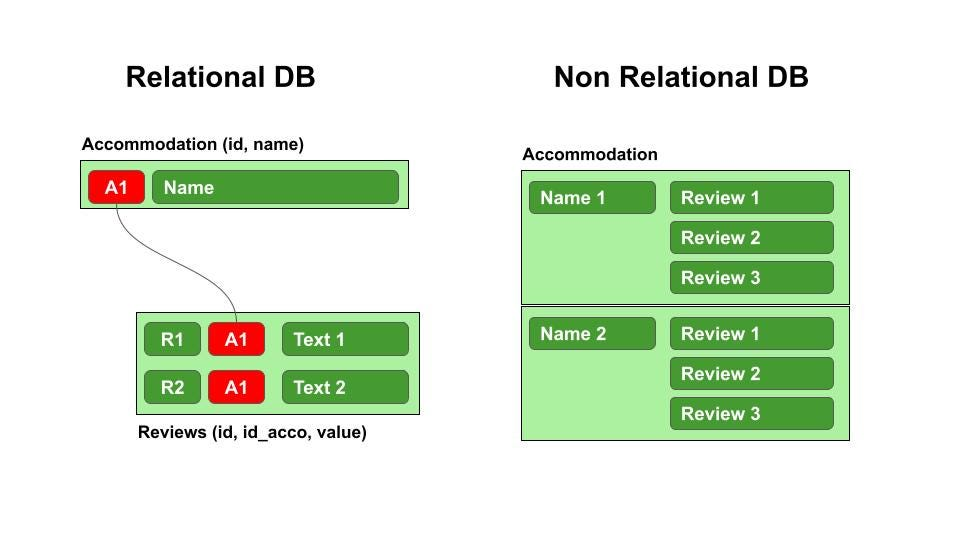 Relational DB
Accommodation (id, name)
A1 Name
R1 A1 Text 1
R2 A1 Text 2
Reviews (id, id_acco, value)
Non Relational DB
Accommodation
Name 1 Review 1
Review 2
Review 3
Name 2 Review 1
Review 2
Review 3